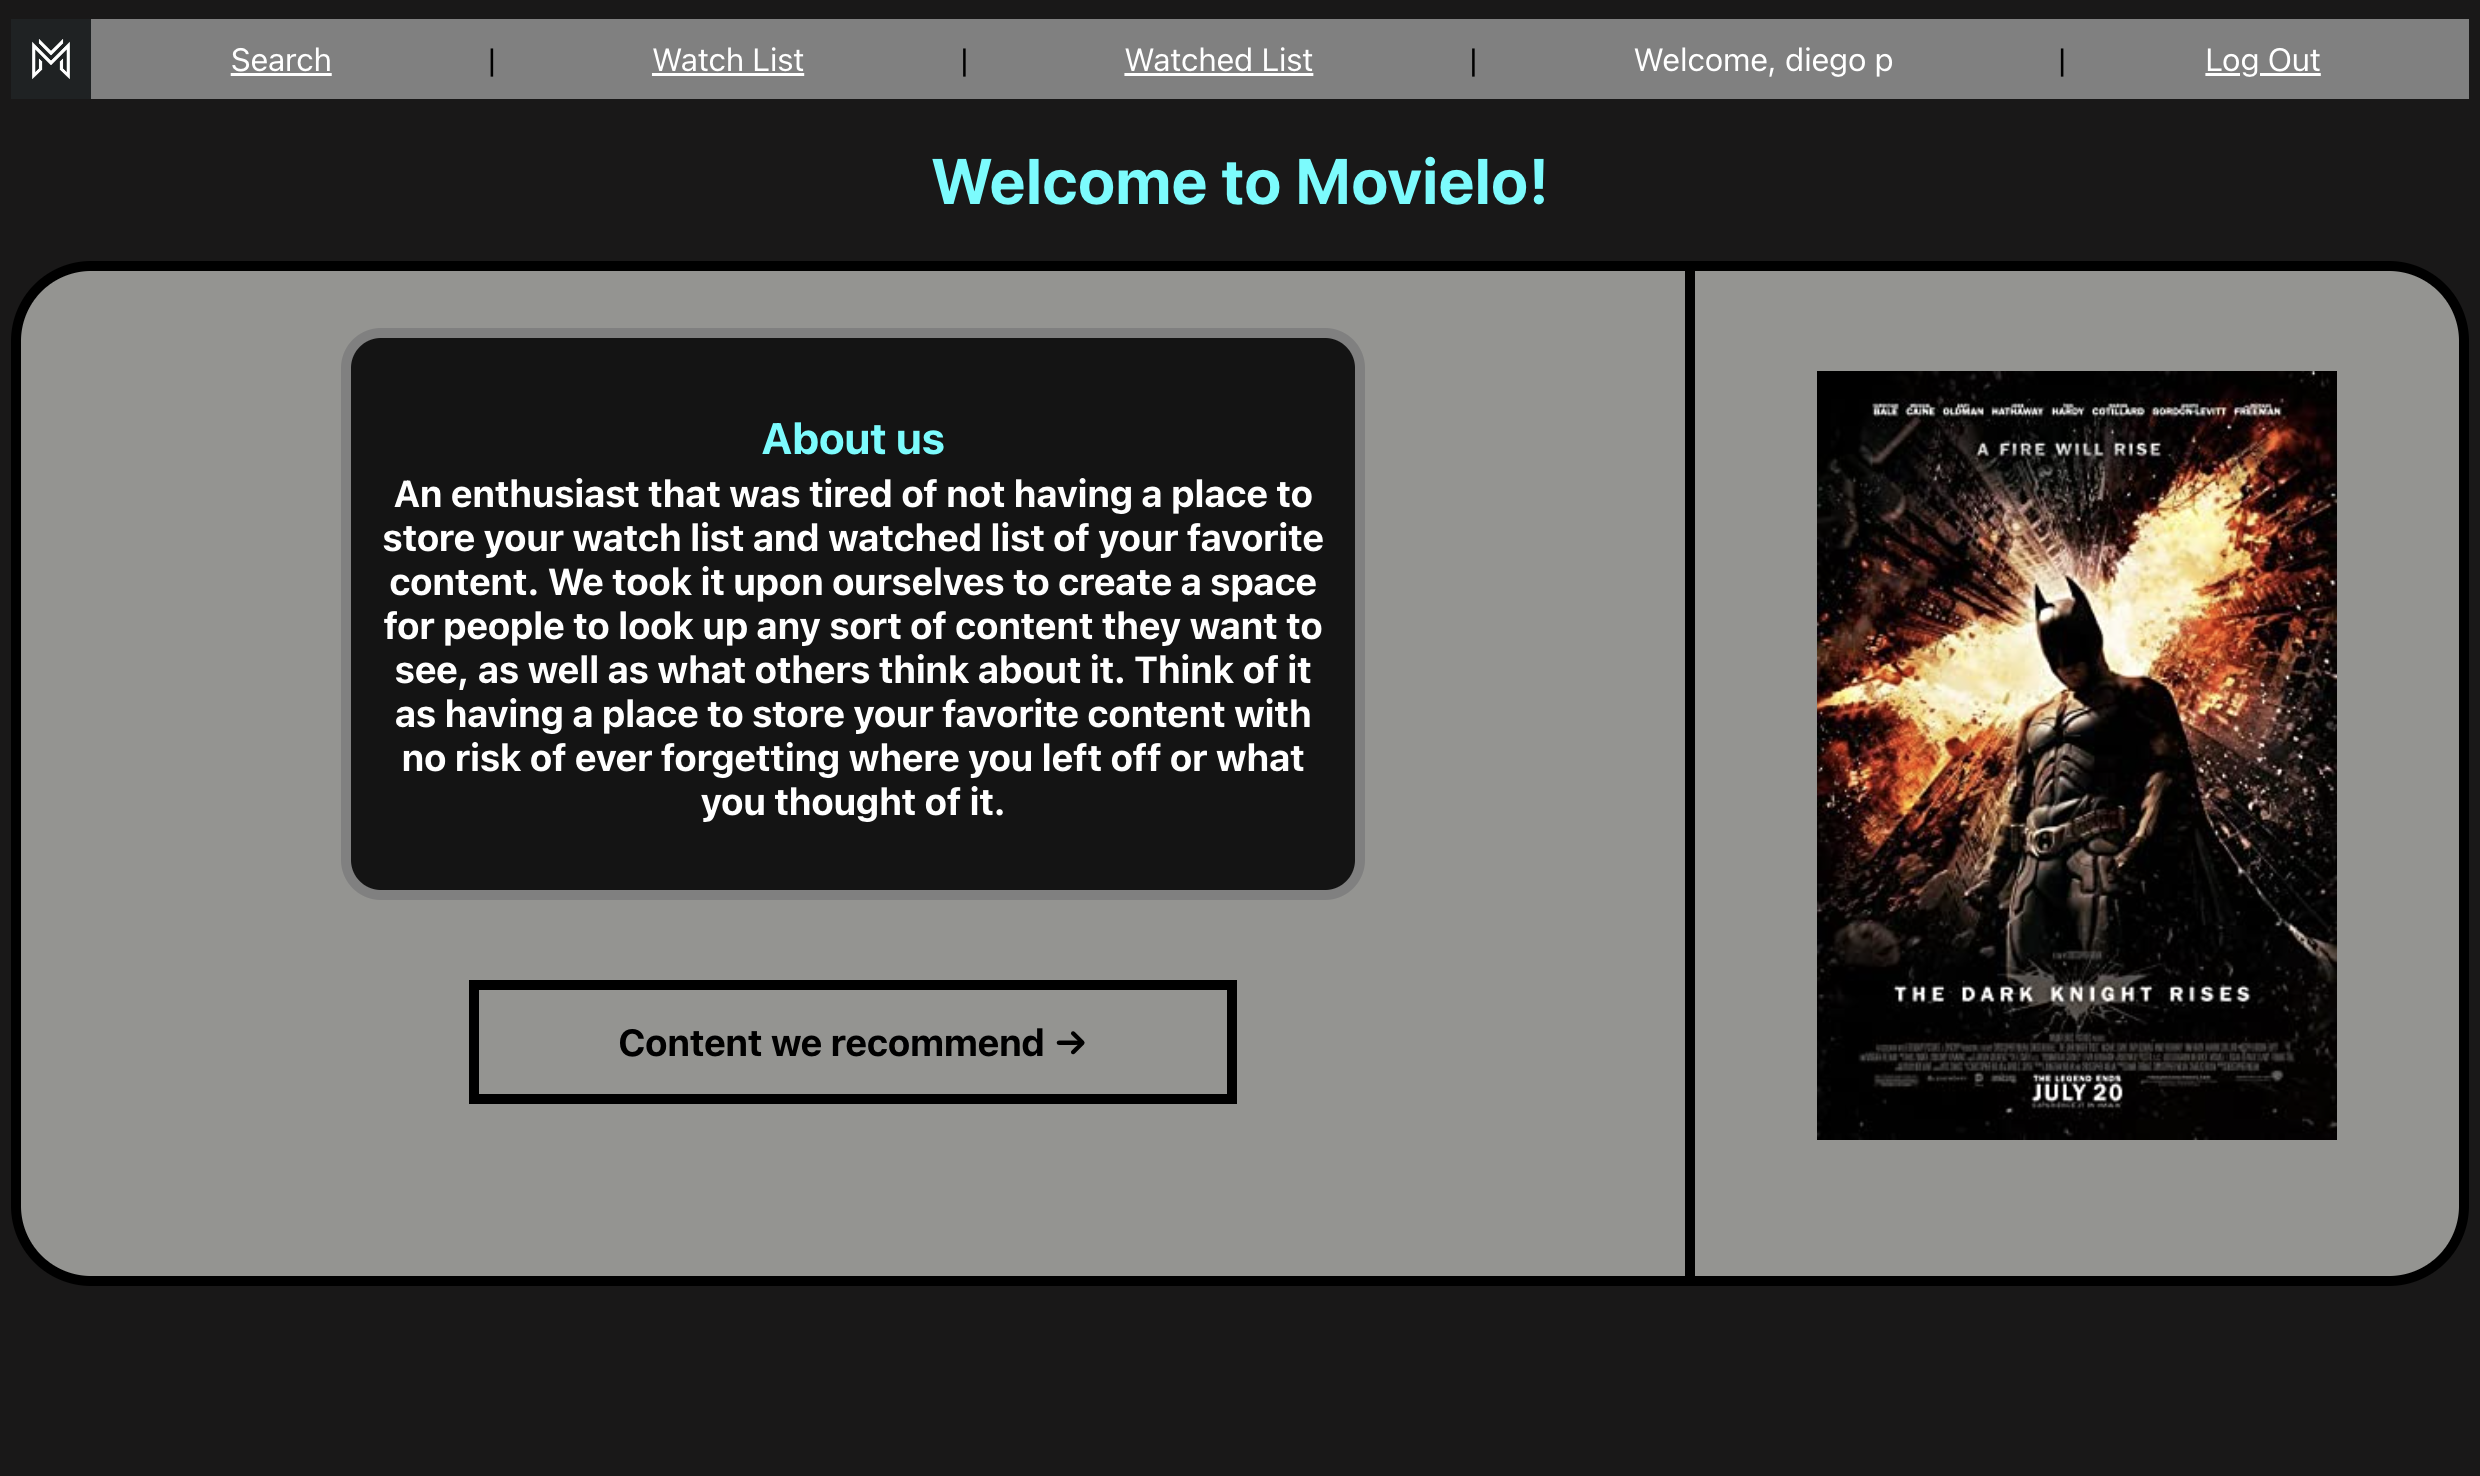 Search | Watch List | Watched List | Welcome, diego p | Log Out
Welcome to Movielo!
About us
An enthusiast that was tired of not having a place to
store your watch list and watched list of your favorite
content. We took it upon ourselves to create a space
for people to look up any sort of content they want to
see, as well as what others think about it. Think of it
as having a place to store your favorite content with
no risk of ever forgetting where you left off or what
you thought of it.
Content we recommend →
BALE CAINE OLDMAN HATHAWAY HARDY COTILLARD GORDON-LEVITT FREEMAN
A FIRE WILL RISE
THE DARK KNIGHT RISES
THE LEGEND ENDS
JULY 20